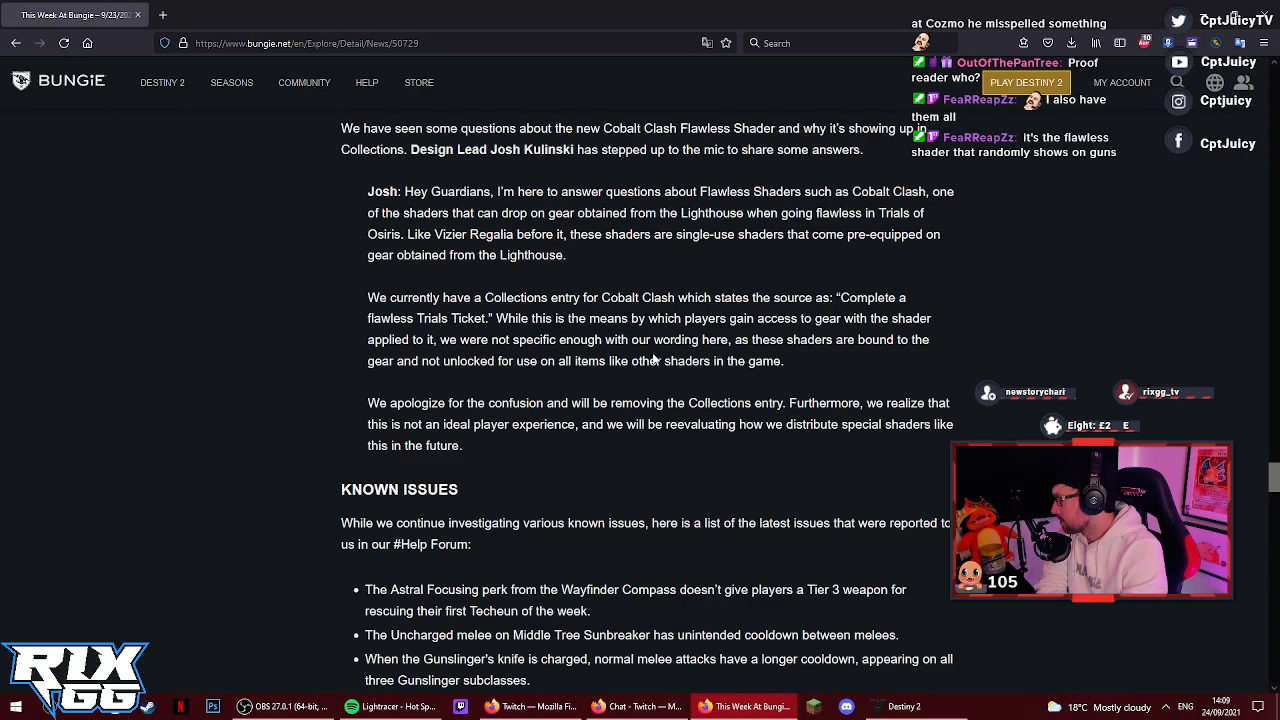 This Week At Bungie – 9/23/202
at Cozmo he misspelled something
CptJuicyTV
https://www.bungie.net/en/Explore/Detail/News/50729
Search
OutOfThePanTree: Proof
reader who?
CptJuicy
BUNGiE
DESTINY 2
SEASONS
COMMUNITY
HELP
STORE
PLAY DESTINY 2
MY ACCOUNT
FeaRReapZz: I also have
them all
Cptjuicy
FeaRReapZz: It's the flawless
shader that randomly shows on guns
CptJuicy
We have seen some questions about the new Cobalt Clash Flawless Shader and why it's showing up in
Collections. Design Lead Josh Kulinski has stepped up to the mic to share some answers.
Josh: Hey Guardians, I'm here to answer questions about Flawless Shaders such as Cobalt Clash, one
of the shaders that can drop on gear obtained from the Lighthouse when going flawless in Trials of
Osiris. Like Vizier Regalia before it, these shaders are single-use shaders that come pre-equipped on
gear obtained from the Lighthouse.
We currently have a Collections entry for Cobalt Clash which states the source as: “Complete a
flawless Trials Ticket.” While this is the means by which players gain access to gear with the shader
applied to it, we were not specific enough with our wording here, as these shaders are bound to the
gear and not unlocked for use on all items like other shaders in the game.
We apologize for the confusion and will be removing the Collections entry. Furthermore, we realize that
this is not an ideal player experience, and we will be reevaluating how we distribute special shaders like
this in the future.
newstorychari
rixgg_tv
Eight: £2 E
KNOWN ISSUES
While we continue investigating various known issues, here is a list of the latest issues that were reported to
us in our #Help Forum:
• The Astral Focusing perk from the Wayfinder Compass doesn't give players a Tier 3 weapon for
rescuing their first Techeun of the week.
• The Uncharged melee on Middle Tree Sunbreaker has unintended cooldown between melees.
• When the Gunslinger's knife is charged, normal melee attacks have a longer cooldown, appearing on all
three Gunslinger subclasses.
105
RIX
GG
OBS 27.0.1 (64-bit, ...
Lightracer - Hot Sp...
Twitch — Mozilla Fi...
Chat - Twitch — M...
This Week At Bungi...
Destiny 2
18°C Mostly cloudy
ENG
14:09
24/09/2021